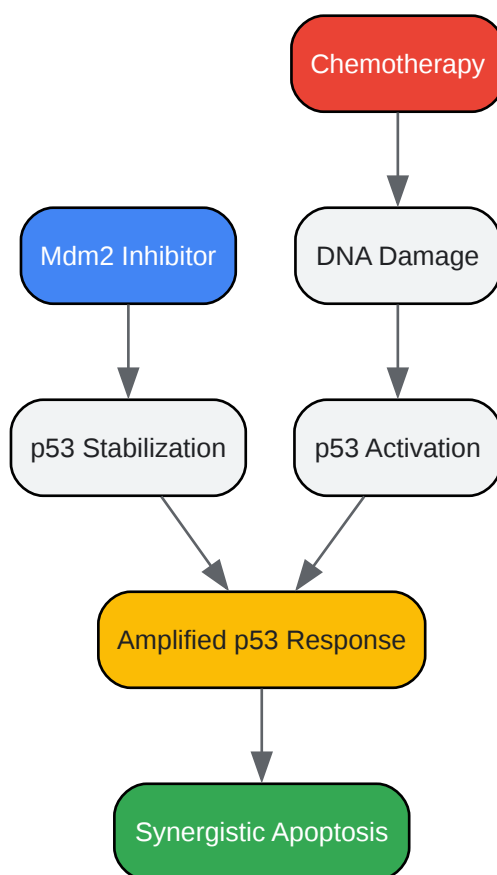 Chemotherapy
Mdm2 Inhibitor
DNA Damage
p53 Stabilization
p53 Activation
Amplified p53 Response
Synergistic Apoptosis